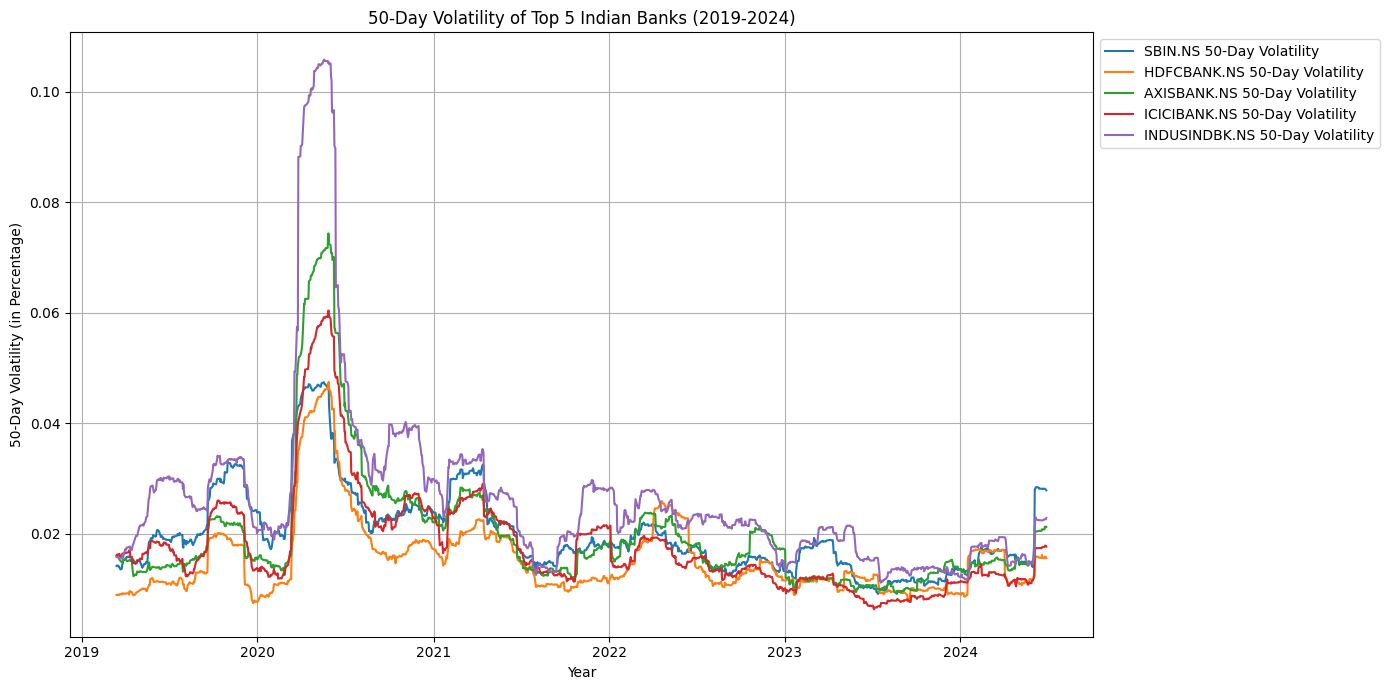 50-Day Volatility of Top 5 Indian Banks (2019-2024)
SBIN.NS 50-Day Volatility
HDFCBANK.NS 50-Day Volatility
AXISBANK.NS 50-Day Volatility
ICICIBANK.NS 50-Day Volatility
INDUSINDBK.NS 50-Day Volatility
50-Day Volatility (in Percentage)
0.10
0.08
0.06
0.04
0.02
2019 2020 2021 2022 2023 2024
Year